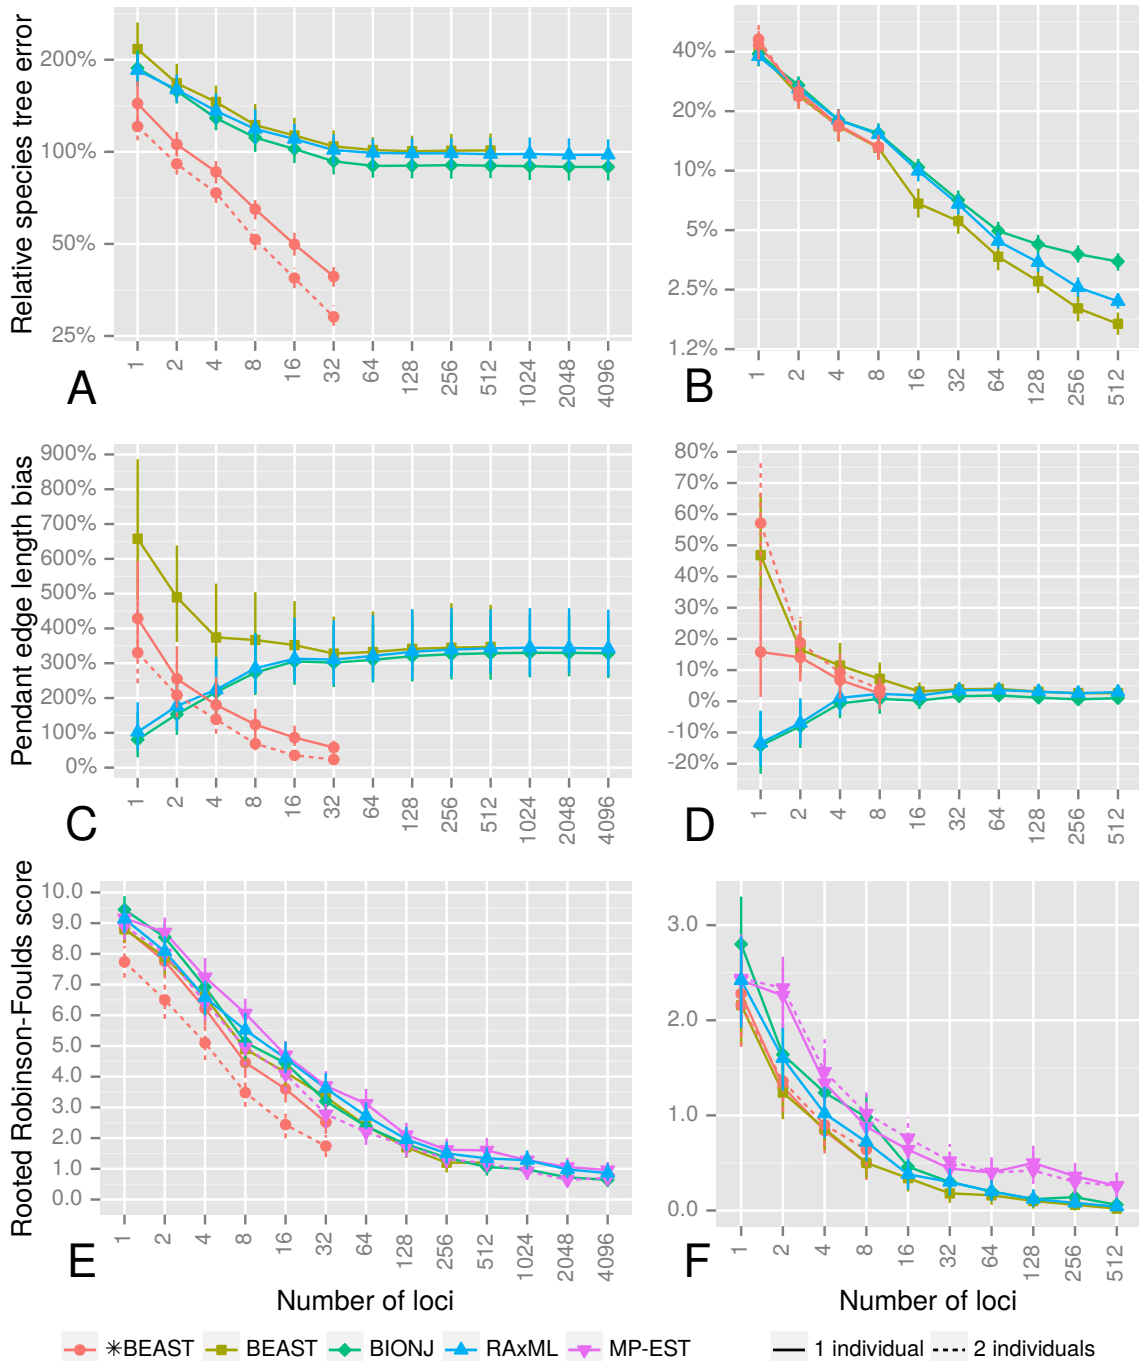 Relative species tree error
200%
100%
50%
25%
1 2 4 8 16 32 64 128 256 512 1024 2048 4096
A
40%
20%
10%
5%
2.5%
1.2%
1 2 4 8 16 32 64 128 256 512
B
Pendant edge length bias
900%
800%
700%
600%
500%
400%
300%
200%
100%
0%
1 2 4 8 16 32 64 128 256 512 1024 2048 4096
C
80%
70%
60%
50%
40%
30%
20%
10%
0%
-10%
-20%
1 2 4 8 16 32 64 128 256 512
D
Rooted Robinson-Foulds score
10.0
9.0
8.0
7.0
6.0
5.0
4.0
3.0
2.0
1.0
0.0
1 2 4 8 16 32 64 128 256 512 1024 2048 4096
E
Number of loci
3.0
2.0
1.0
0.0
1 2 4 8 16 32 64 128 256 512
F
Number of loci
✳BEAST BEAST BIONJ RAxML MP-EST 1 individual 2 individuals